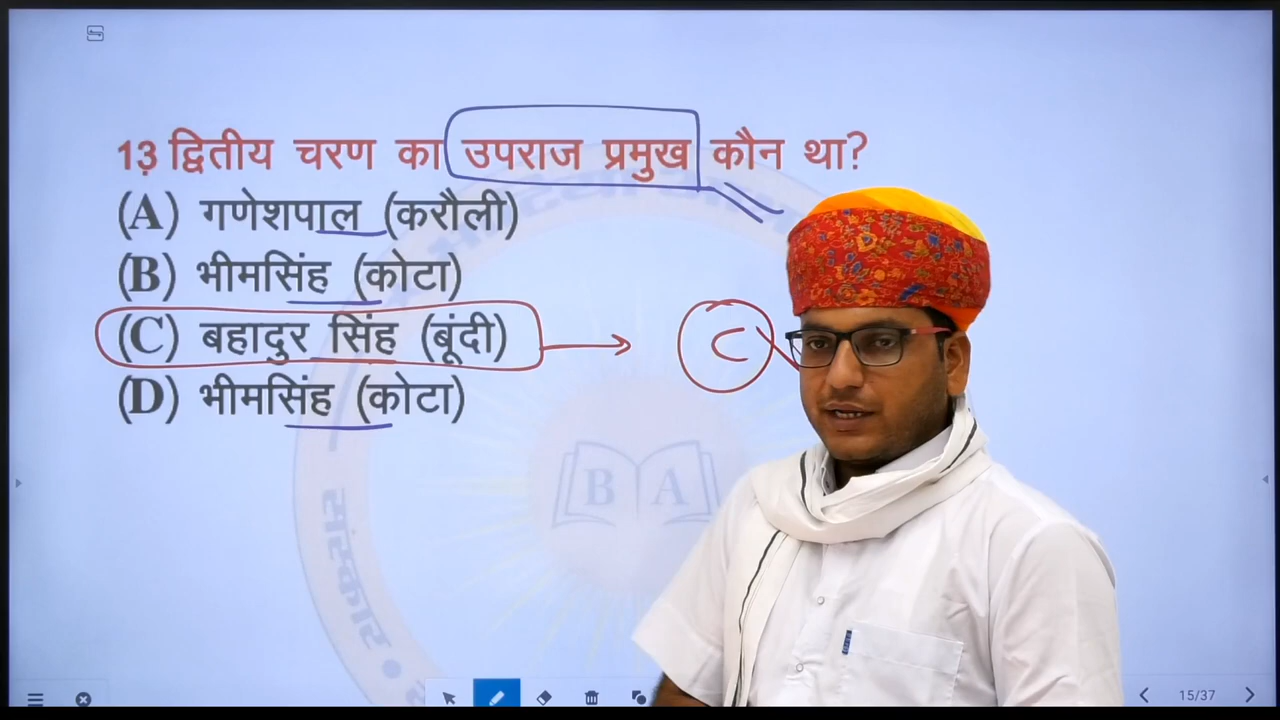 13 द्वितीय चरण का उपराज प्रमुख कौन था?
(A) गणेशपाल (करौली)
(B) भीमसिंह (कोटा)
(C) बहादुर सिंह (बूंदी)
C
(D) भीमसिंह (कोटा)
B A
संस्कार
15/37